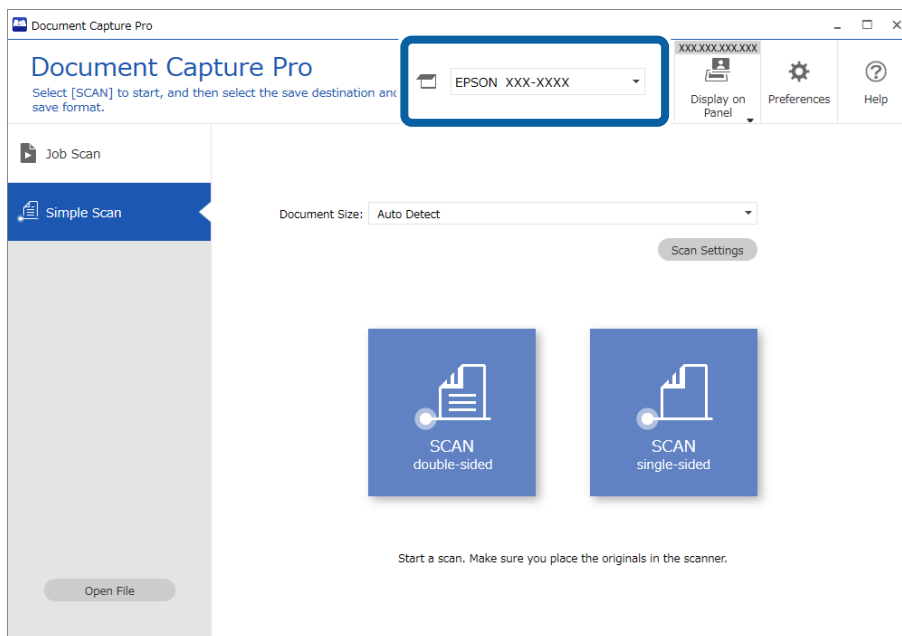 Document Capture Pro
Document Capture Pro
Select [SCAN] to start, and then select the save destination and
save format.
EPSON XXX-XXXX
XXX.XXX.XXX.XXX
Display on
Panel
Preferences
Help
Job Scan
Simple Scan
Document Size:
Auto Detect
Scan Settings
SCAN
double-sided
SCAN
single-sided
Start a scan. Make sure you place the originals in the scanner.
Open File